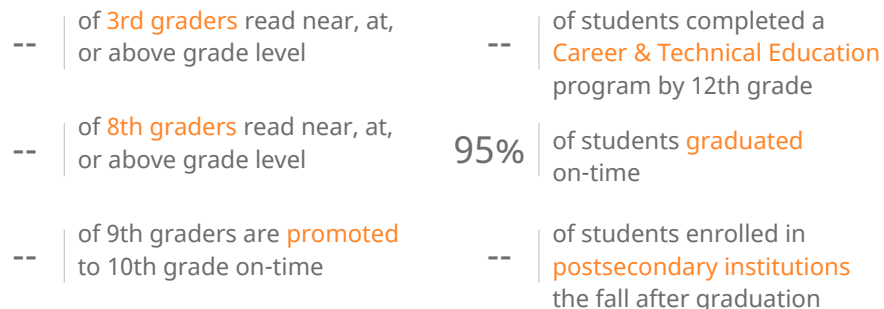 --
of 3rd graders read near, at,
or above grade level
--
of 8th graders read near, at,
or above grade level
--
of 9th graders are promoted
to 10th grade on-time
--
of students completed a
Career & Technical Education
program by 12th grade
95%
of students graduated
on-time
--
of students enrolled in
postsecondary institutions
the fall after graduation